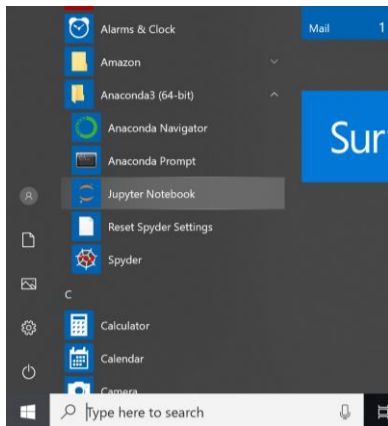 Alarms & Clock
Mail 1
Amazon
Anaconda3 (64-bit)
Anaconda Navigator
Anaconda Prompt
Sur
Jupyter Notebook
Reset Spyder Settings
Spyder
C
Calculator
Calendar
Camera
Type here to search